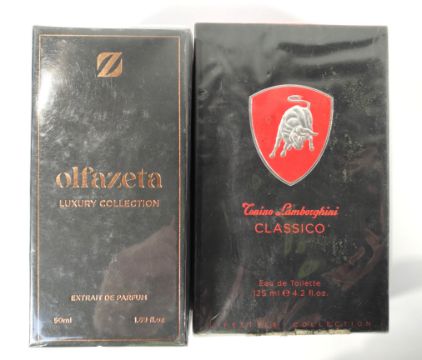 olfazeta
LUXURY COLLECTION
EXTRAIT DE PARFUM
50ml 1.69 fl.oz
Tonino Lamborghini
CLASSICO
Eau de Toilette
125 ml e 4.2 fl.oz.
LIFESTYLE COLLECTION